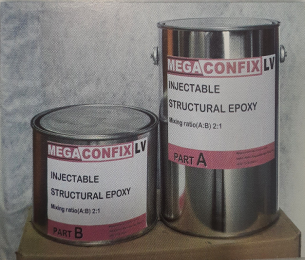 MEGACONFIX LV
INJECTABLE
STRUCTURAL EPOXY
Mixing ratio(A:B) 2:1
PART B
MEGACONFIX LV
INJECTABLE
STRUCTURAL EPOXY
Mixing ratio(A:B) 2:1
PART A